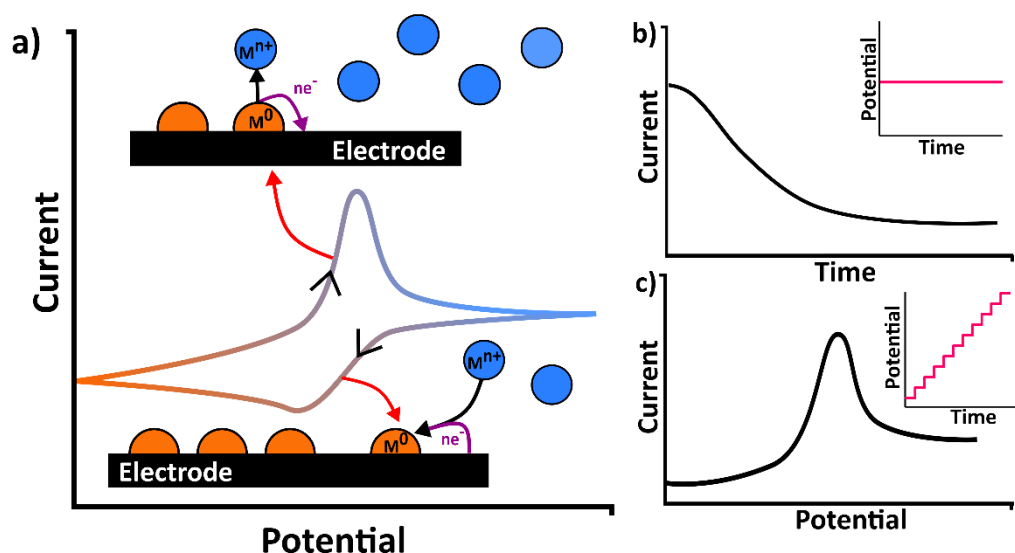 a)
Mⁿ⁺
ne⁻
M⁰
Electrode
Current
Mⁿ⁺
M⁰
ne⁻
Electrode
Potential
b)
Current
Potential
Time
Time
c)
Current
Potential
Time
Potential